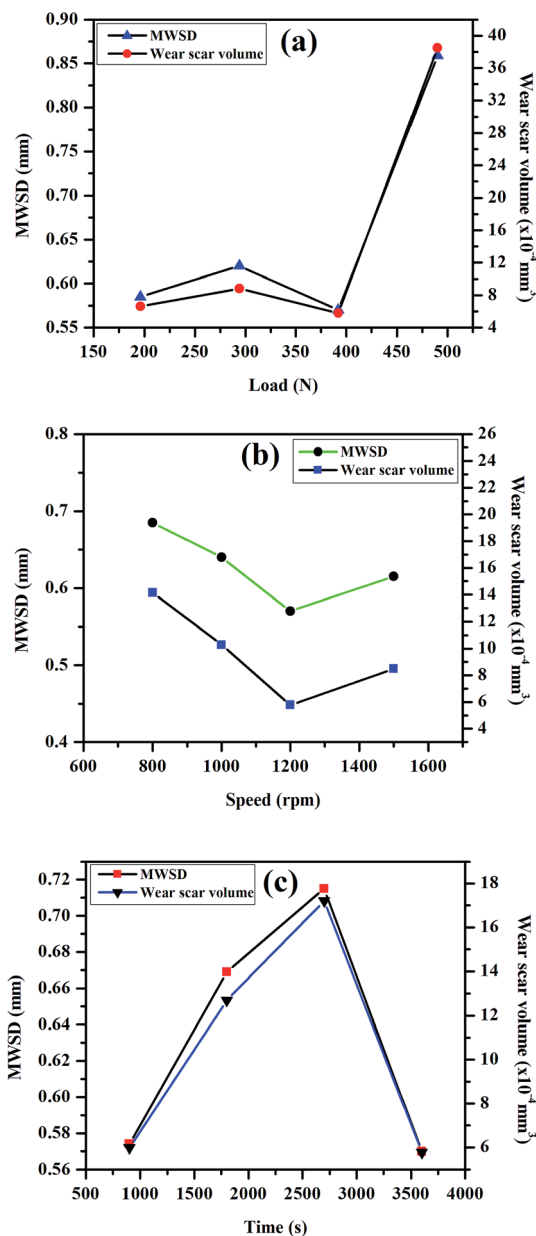 (a)
MWSD
Wear scar volume
0.90
0.85
0.80
0.75
0.70
0.65
0.60
0.55
MWSD (mm)
40
36
32
28
24
20
16
12
8
4
Wear scar volume (x10⁻⁴ mm³)
150 200 250 300 350 400 450 500
Load (N)
(b)
MWSD
Wear scar volume
0.8
0.7
0.6
0.5
0.4
MWSD (mm)
26
24
22
20
18
16
14
12
10
8
6
4
Wear scar volume (x10⁻⁴ mm³)
800 1000 1200 1400 1600
Speed (rpm)
(c)
MWSD
Wear scar volume
0.72
0.70
0.68
0.66
0.64
0.62
0.60
0.58
0.56
MWSD (mm)
18
16
14
12
10
8
6
Wear scar volume (x10⁻⁴ mm³)
500 1000 1500 2000 2500 3000 3500 4000
Time (s)